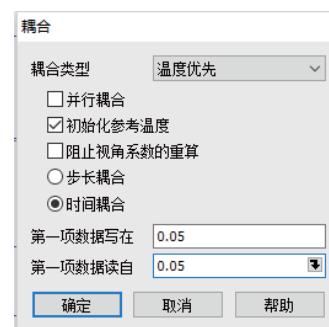 耦合
耦合类型 温度优先
并行耦合
初始化参考温度
阻止视角系数的重算
步长耦合
时间耦合
第一项数据写在 0.05
第一项数据读自 0.05
确定 取消 帮助